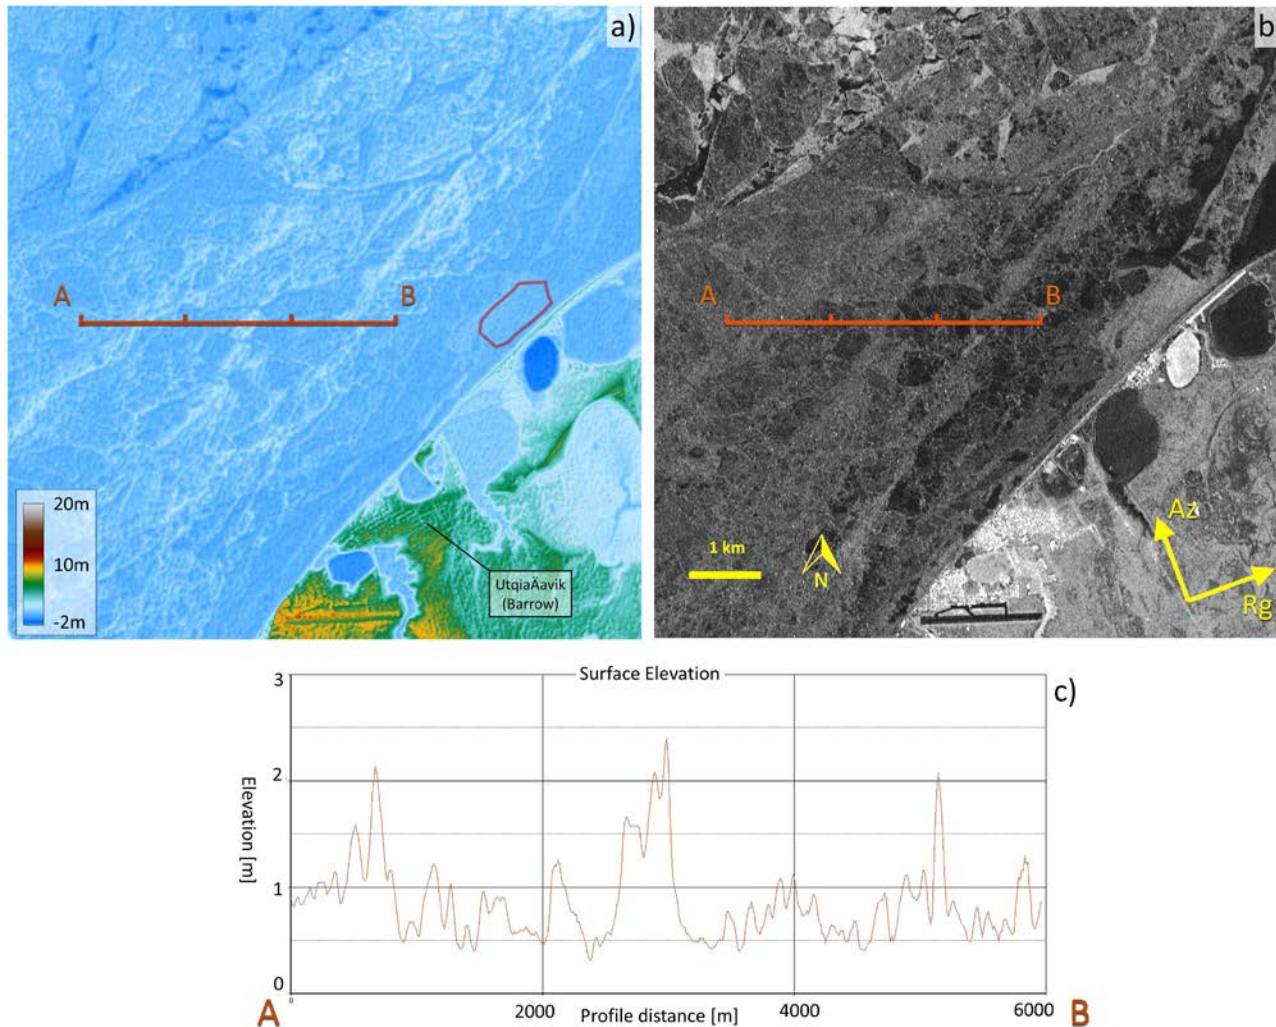 a)
A
B
20m
10m
-2m
UtqiaÄavik
(Barrow)
b
A
B
1 km
N
Az
Rg
Surface Elevation
c)
3
2
1
0
Elevation [m]
0
2000
4000
6000
A
Profile distance [m]
B